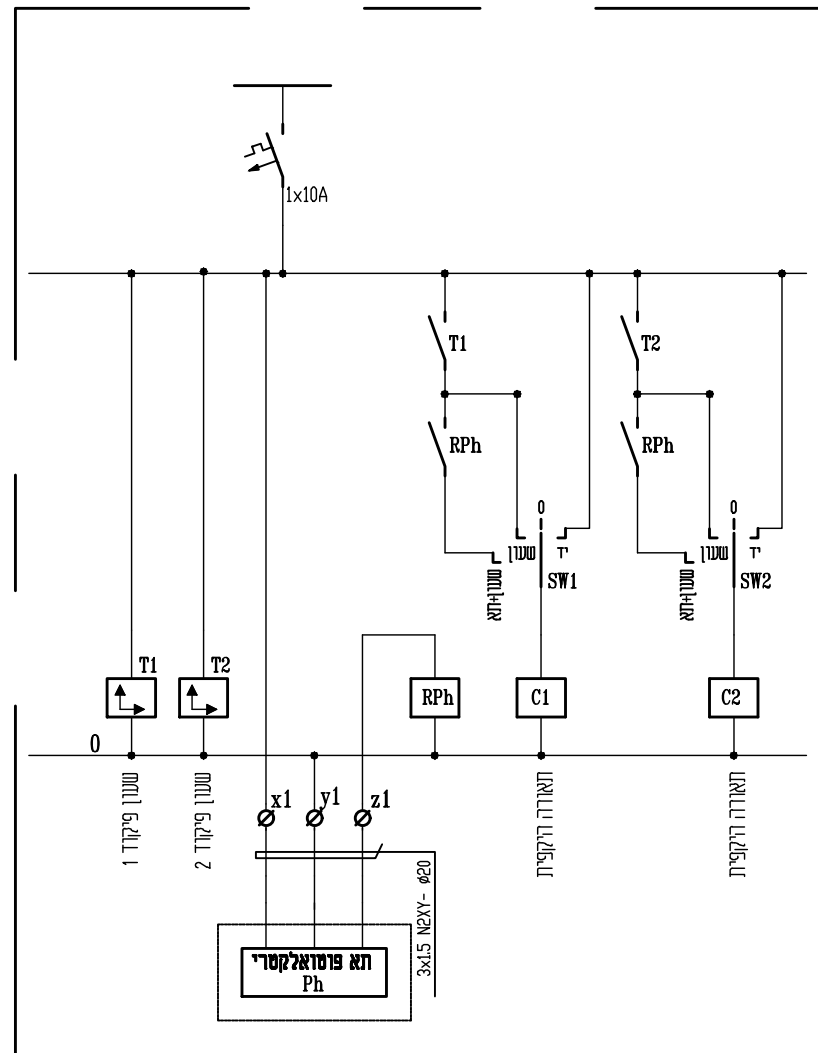 1x10A
T1
T2
RPh
RPh
0
0
שעון
יד
שעון
יד
SW1
SW2
שעון+תא
שעון+תא
T1
T2
RPh
C1
C2
0
x1
y1
z1
שעון פיקוד 1
שעון פיקוד 2
תאורה היקפית
תאורה היקפית
3x1.5 N2XY- ø20
תא פוטואלקטרי
Ph